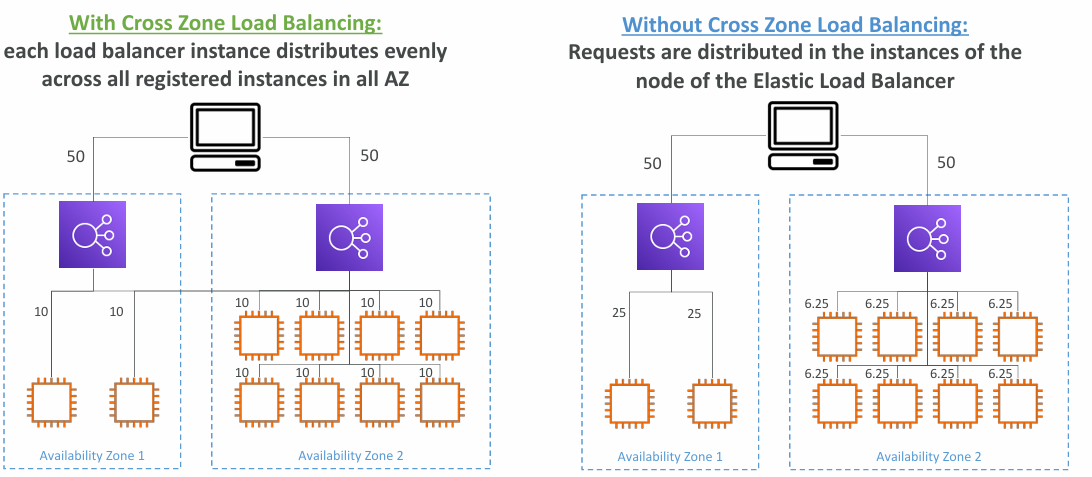 With Cross Zone Load Balancing:
each load balancer instance distributes evenly
across all registered instances in all AZ
50
50
10
10
10
10
10
10
10
10
10
10
Availability Zone 1
Availability Zone 2
Without Cross Zone Load Balancing:
Requests are distributed in the instances of the
node of the Elastic Load Balancer
50
50
25
25
6.25
6.25
6.25
6.25
6.25
6.25
6.25
6.25
Availability Zone 1
Availability Zone 2